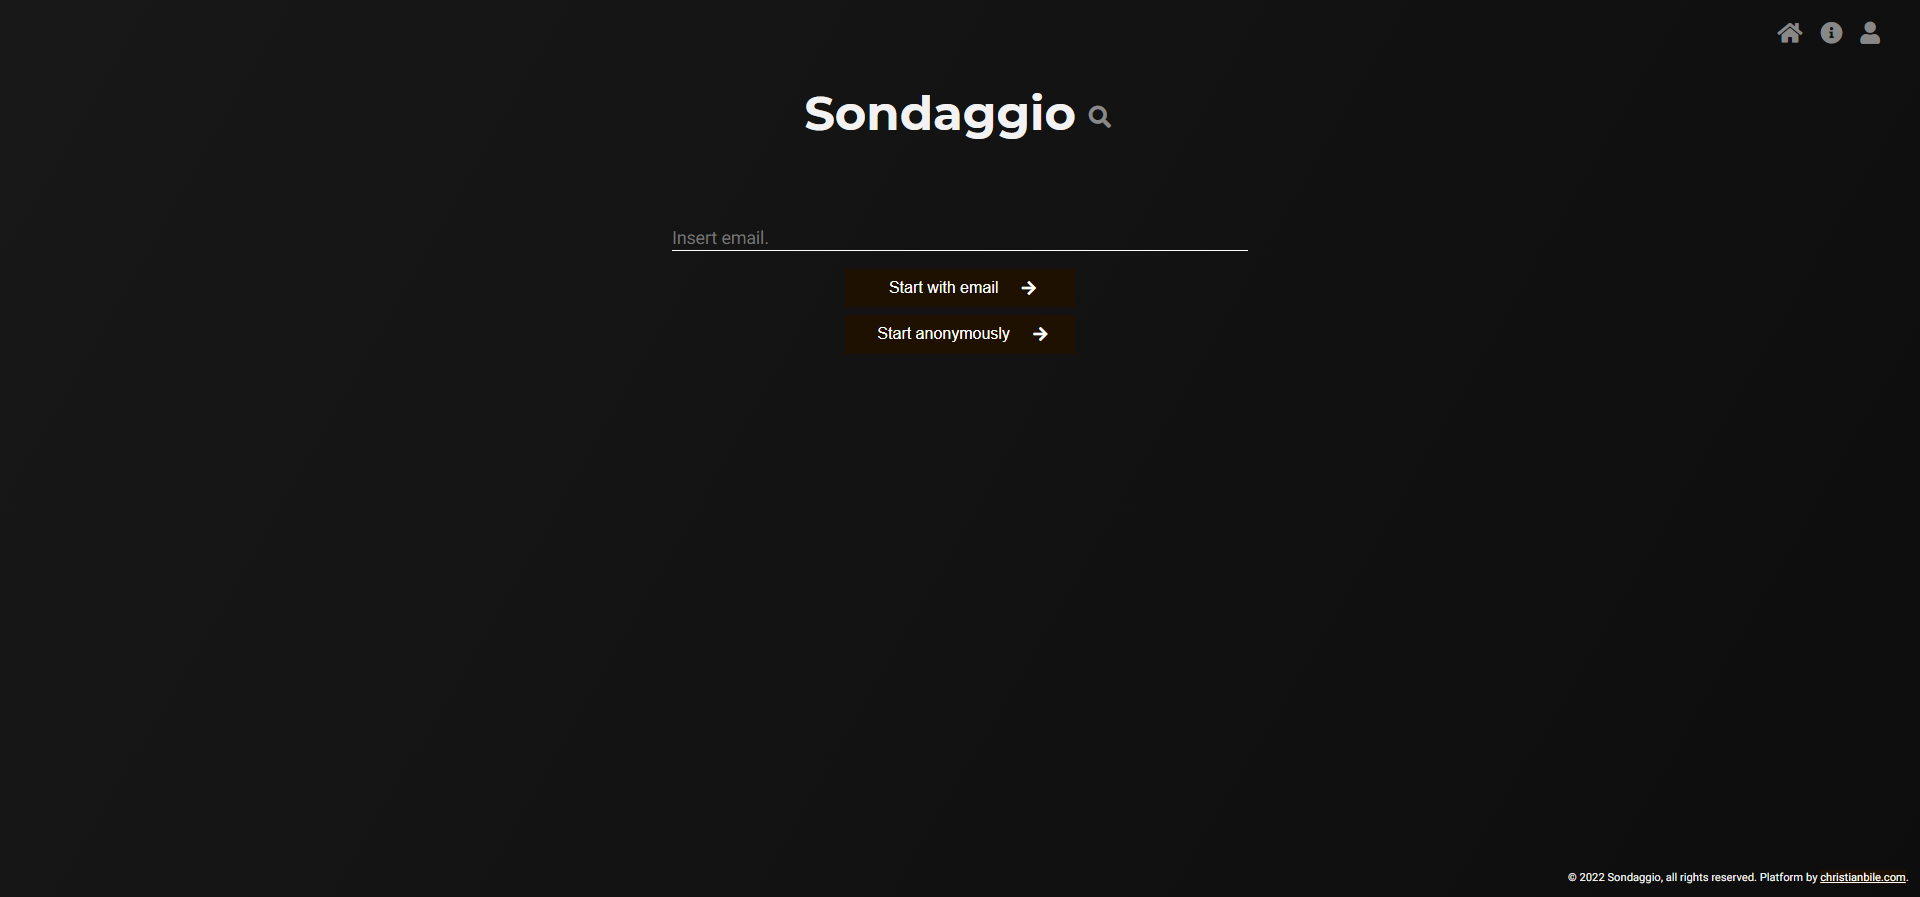 Sondaggio
Insert email.
Start with email
Start anonymously
© 2022 Sondaggio, all rights reserved. Platform by christianbile.com.